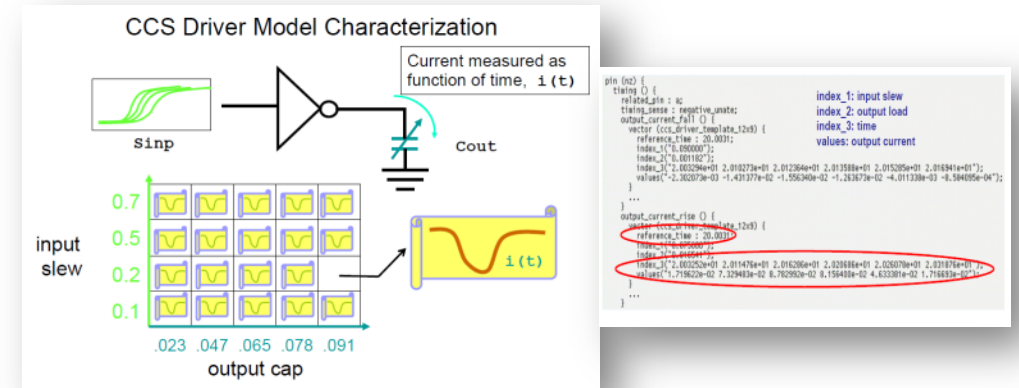 CCS Driver Model Characterization
Current measured as
function of time, i(t)
Sinp
Cout
0.7
0.5
0.2
0.1
input
slew
i(t)
.023 .047 .065 .078 .091
output cap
pin (nz) {
timing () {
related_pin : a;
timing_sense : negative_unate;
output_current_fall () {
vector (ccs_driver_template_12x9) {
reference_time : 20.0031;
index_1("0.090000");
index_2("0.001182");
index_3("2.003294e+01 2.010273e+01 2.012364e+01 2.013588e+01 2.015285e+01 2.016941e+01");
values("-2.302073e-03 -1.431377e-02 -1.556340e-02 -1.263673e-02 -4.011338e-03 -8.584095e-04");
}
...
}
output_current_rise () {
vector (ccs_driver_template_12x9) {
reference_time : 20.0031;
index_3("2.003252e+01 2.011476e+01 2.016286e+01 2.020686e+01 2.026078e+01 2.031876e+01");
values("1.719622e-02 7.329483e-02 8.782992e-02 8.156488e-02 4.633381e-02 1.716693e-02");
}
...
}
index_1: input slew
index_2: output load
index_3: time
values: output current